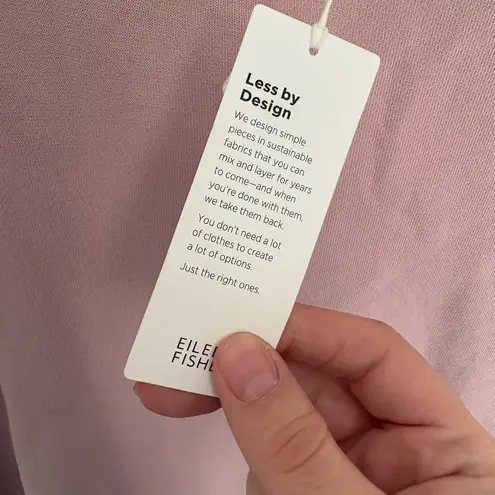 Less by
Design
We design simple
pieces in sustainable
fabrics that you can
mix and layer for years
to come—and when
you're done with them,
we take them back.
You don't need a lot
of clothes to create
a lot of options.
Just the right ones.
EILE
FISH